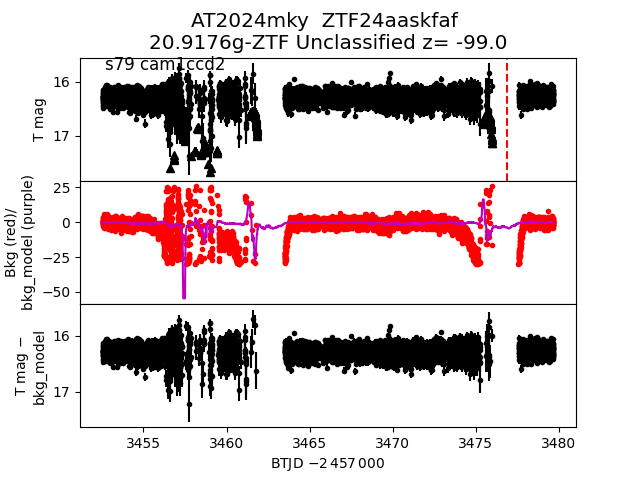 AT2024mky  ZTF24aaskfaf
20.9176g-ZTF Unclassified z= -99.0
s79 cam1ccd2
16
17
T mag
25
0
−25
−50
Bkg (red)/
bkg_model (purple)
16
17
T mag −
bkg_model
3455
3460
3465
3470
3475
3480
BTJD −2 457 000